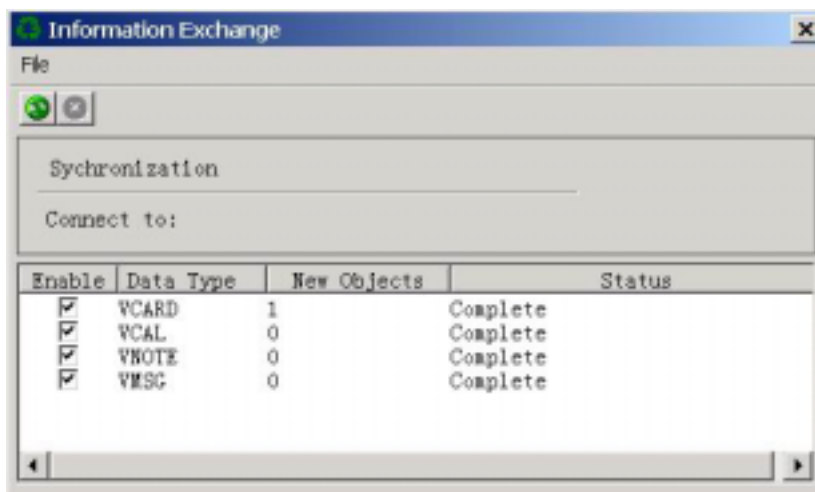 Information Exchange
File
Sychronization
Connect to:
Enable Data Type New Objects Status
VCARD 1 Complete
VCAL 0 Complete
VNOTE 0 Complete
VMSG 0 Complete